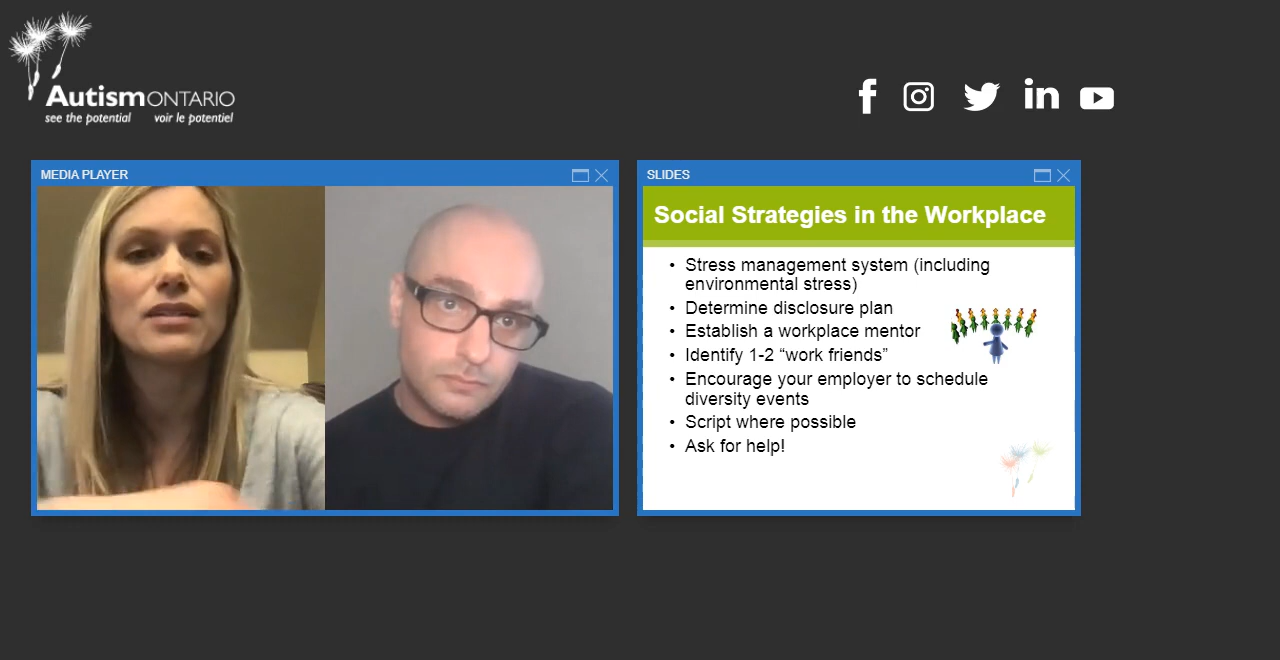 Autism ONTARIO
see the potential voir le potentiel
MEDIA PLAYER
SLIDES
Social Strategies in the Workplace
• Stress management system (including
environmental stress)
• Determine disclosure plan
• Establish a workplace mentor
• Identify 1-2 “work friends”
• Encourage your employer to schedule
diversity events
• Script where possible
• Ask for help!